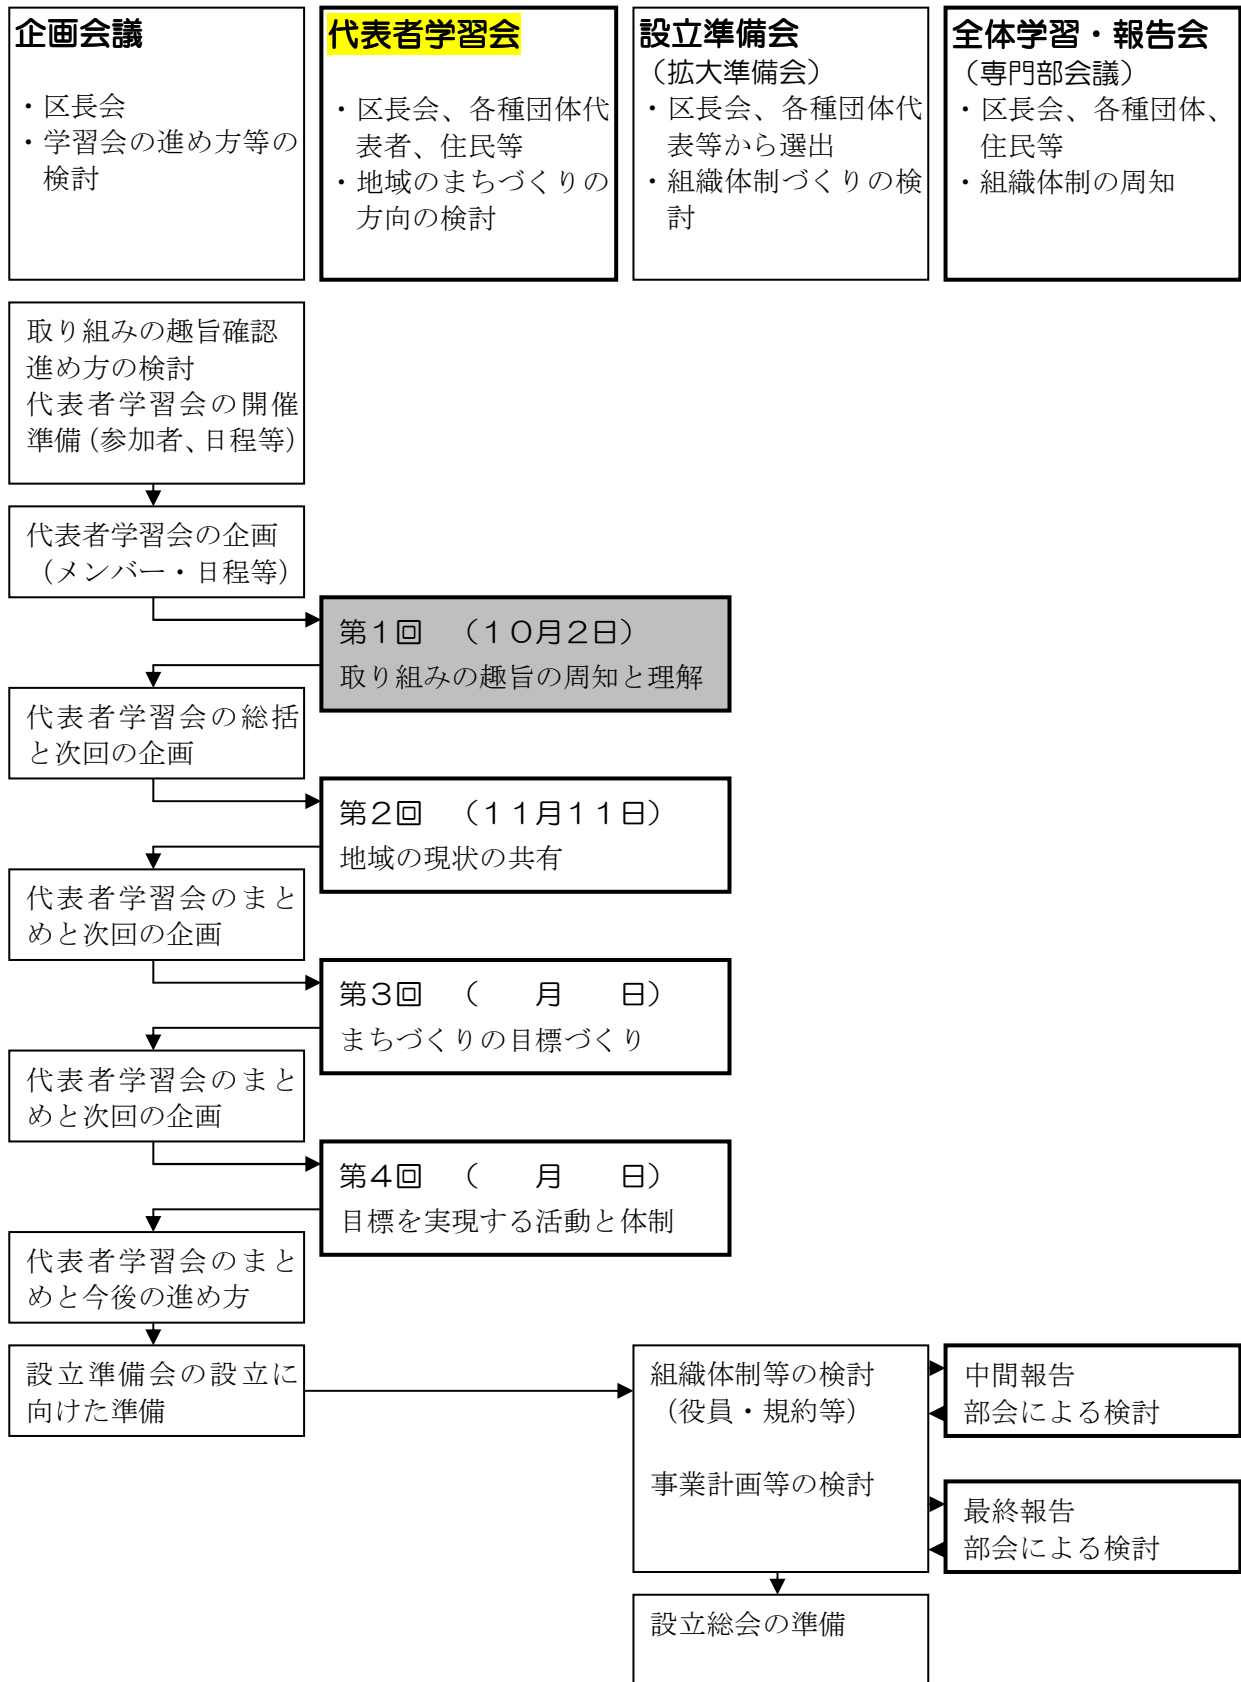 企画会議
・区長会
・学習会の進め方等の
検討
代表者学習会
・区長会、各種団体代
表者、住民等
・地域のまちづくりの
方向の検討
設立準備会
（拡大準備会）
・区長会、各種団体代
表等から選出
・組織体制づくりの検
討
全体学習・報告会
（専門部会議）
・区長会、各種団体、
住民等
・組織体制の周知
取り組みの趣旨確認
進め方の検討
代表者学習会の開催
準備（参加者、日程等）
代表者学習会の企画
（メンバー・日程等）
第１回　（１０月２日）
取り組みの趣旨の周知と理解
代表者学習会の総括
と次回の企画
第２回　（１１月１１日）
地域の現状の共有
代表者学習会のまと
めと次回の企画
第３回　（　　月　　日）
まちづくりの目標づくり
代表者学習会のまと
めと次回の企画
第４回　（　　月　　日）
目標を実現する活動と体制
代表者学習会のまと
めと今後の進め方
設立準備会の設立に
向けた準備
組織体制等の検討
（役員・規約等）
事業計画等の検討
中間報告
部会による検討
最終報告
部会による検討
設立総会の準備